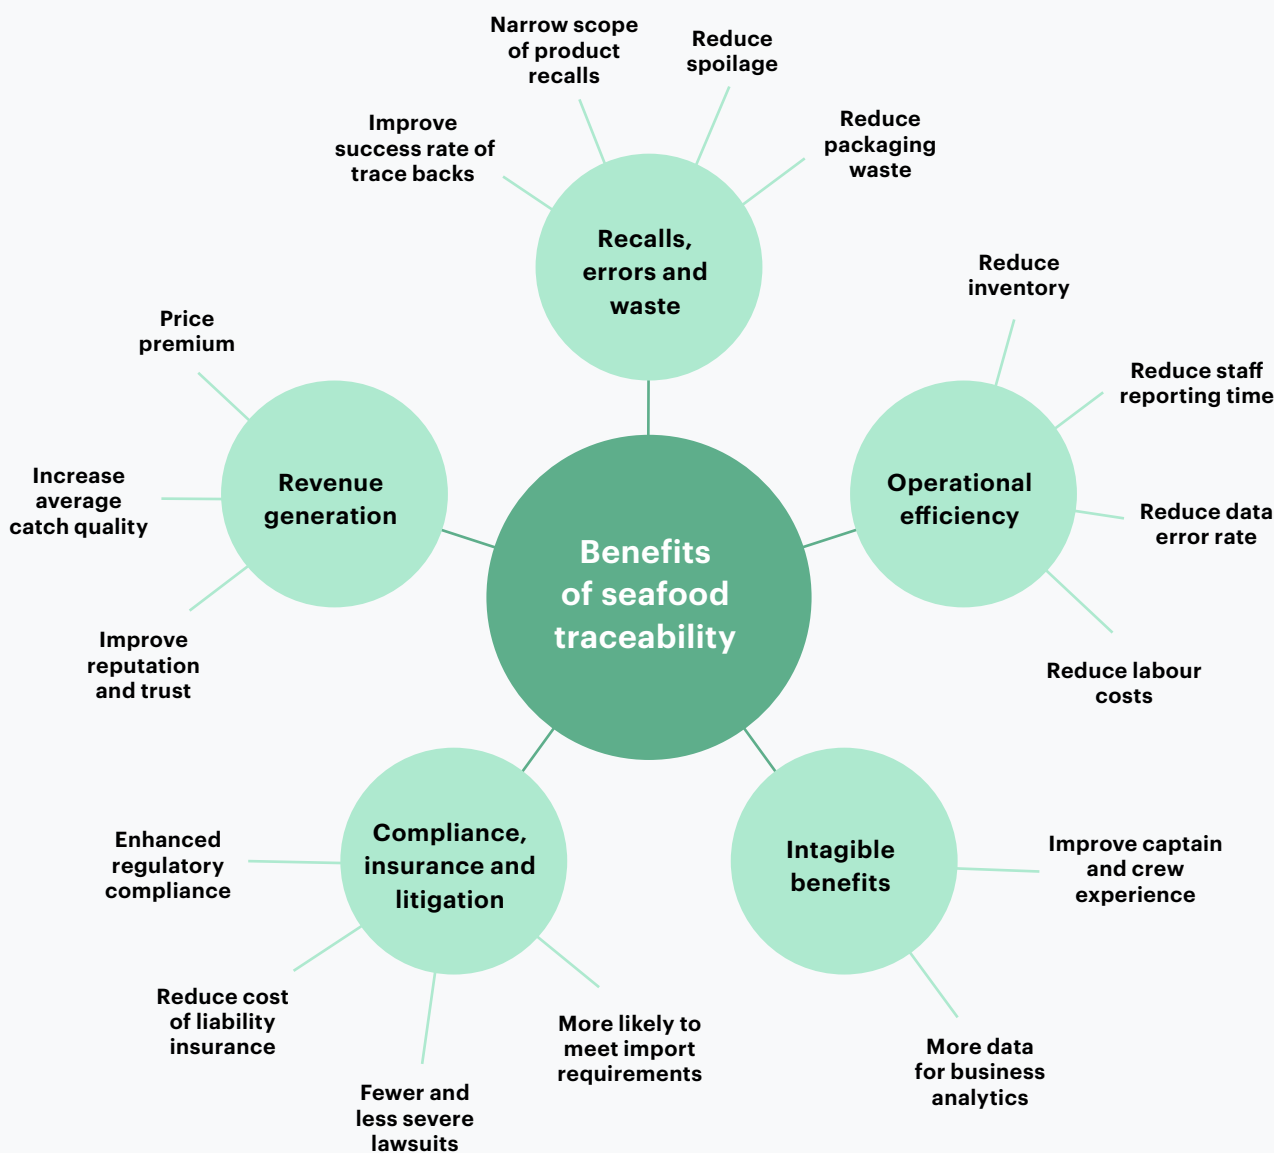 Narrow scope
of product
recalls
Reduce
spoilage
Improve
success rate of
trace backs
Reduce
packaging
waste
Recalls,
errors and
waste
Reduce
inventory
Price
premium
Reduce staff
reporting time
Increase
average
catch quality
Revenue
generation
Operational
efficiency
Reduce data
error rate
Benefits
of seafood
traceability
Improve
reputation
and trust
Reduce labour
costs
Enhanced
regulatory
compliance
Compliance,
insurance and
litigation
Intagible
benefits
Improve captain
and crew
experience
Reduce cost
of liability
insurance
More likely to
meet import
requirements
More data
for business
analytics
Fewer and
less severe
lawsuits